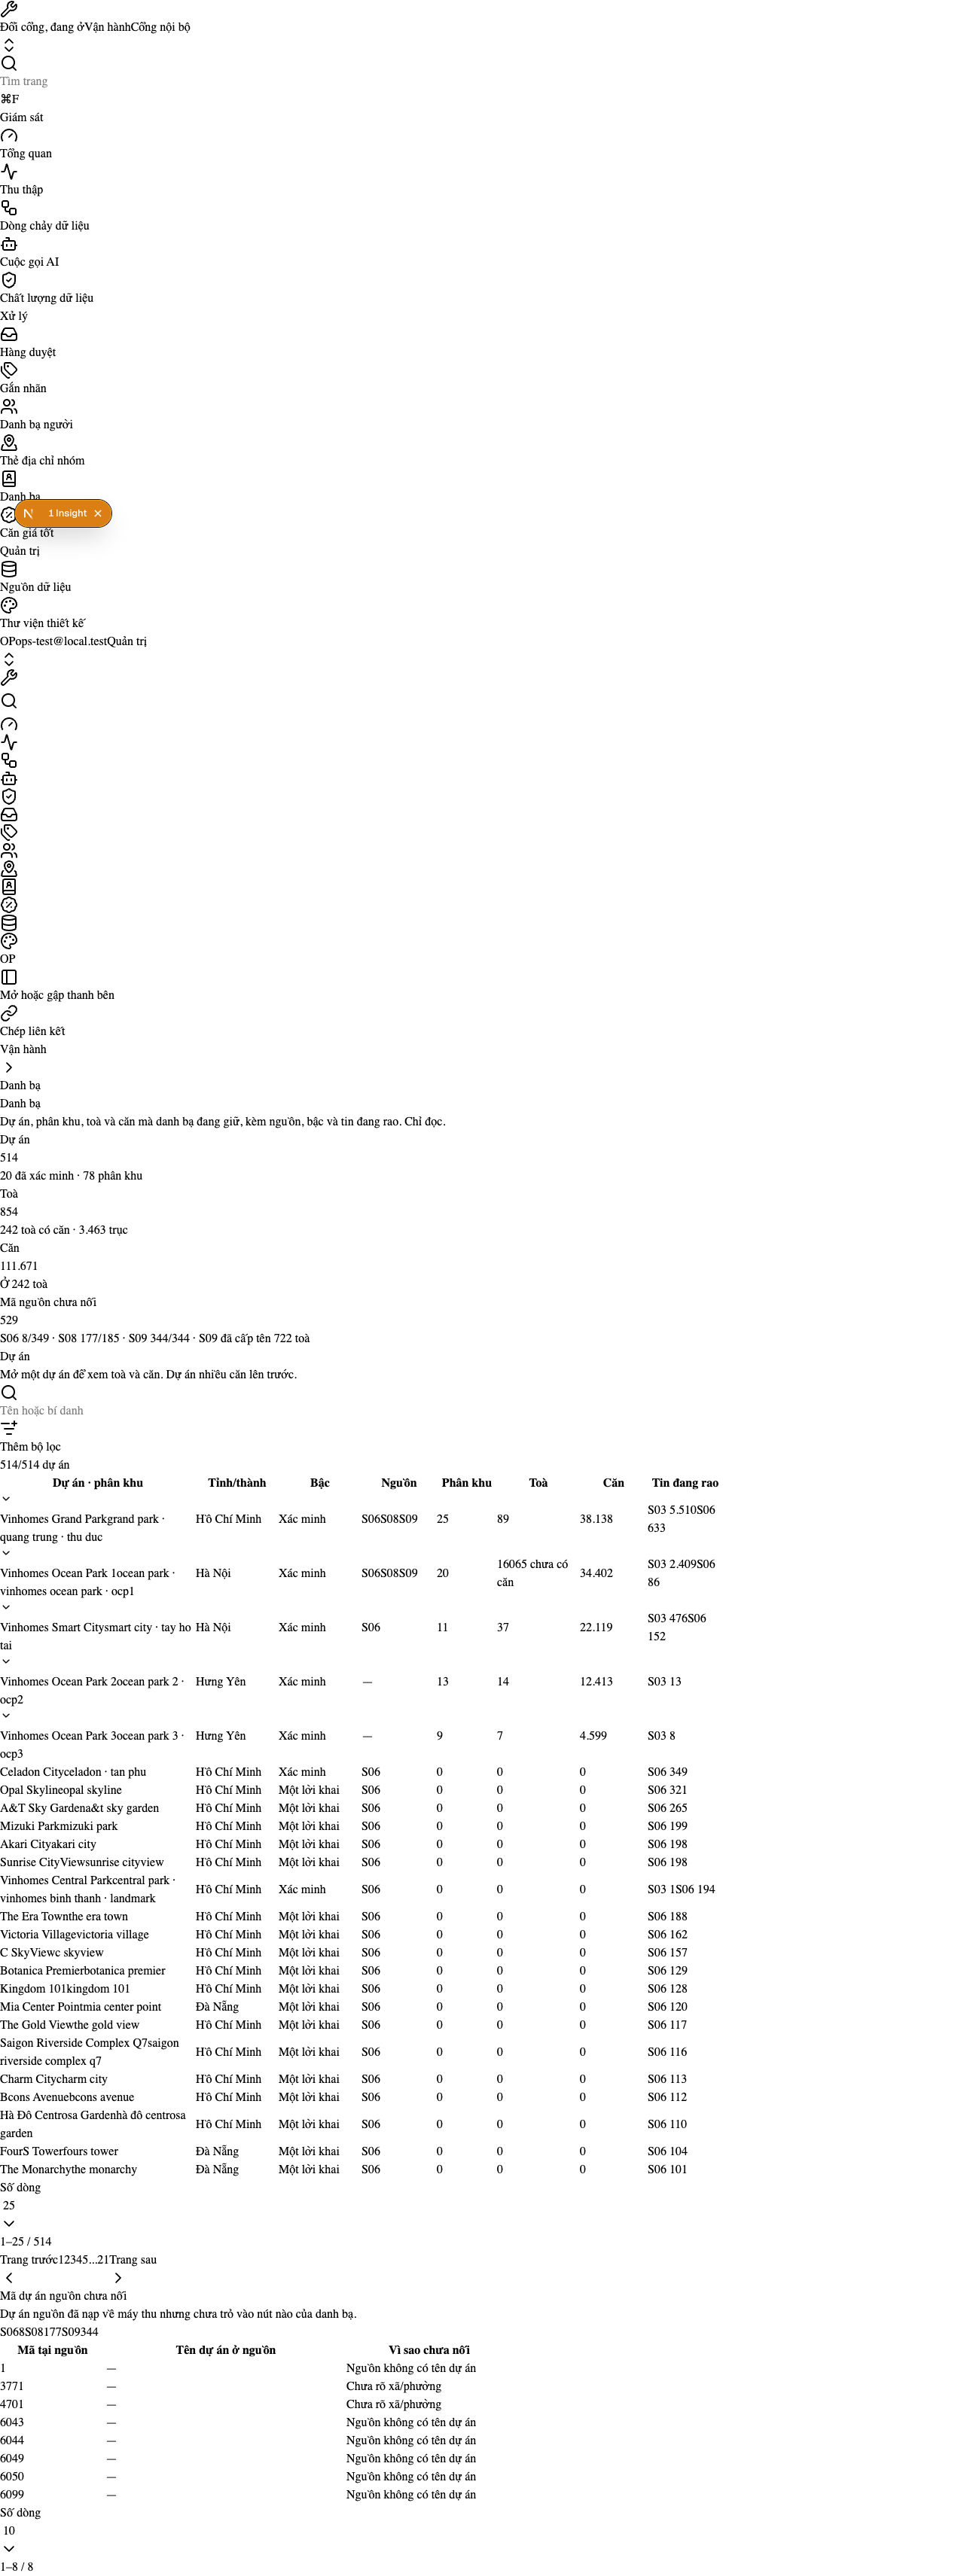 Đổi cổng, đang ởVận hànhCổng nội bộ
Tìm trang
⌘F
Giám sát
Tổng quan
Thu thập
Dòng chảy dữ liệu
Cuộc gọi AI
Chất lượng dữ liệu
Xử lý
Hàng duyệt
Gắn nhãn
Danh bạ người
Thẻ địa chỉ nhóm
Danh bạ
1 Insight
Căn giá tốt
Quản trị
Nguồn dữ liệu
Thư viện thiết kế
OPops-test@local.testQuản trị
OP
Mở hoặc gập thanh bên
Chép liên kết
Vận hành
Danh bạ
Danh bạ
Dự án, phân khu, toà và căn mà danh bạ đang giữ, kèm nguồn, bậc và tin đang rao. Chỉ đọc.
Dự án
514
20 đã xác minh · 78 phân khu
Toà
854
242 toà có căn · 3.463 trục
Căn
111.671
Ở 242 toà
Mã nguồn chưa nối
529
S06 8/349 · S08 177/185 · S09 344/344 · S09 đã cấp tên 722 toà
Dự án
Mở một dự án để xem toà và căn. Dự án nhiều căn lên trước.
Tên hoặc bí danh
Thêm bộ lọc
514/514 dự án
Dự án · phân khu Tỉnh/thành Bậc Nguồn Phân khu Toà Căn Tin đang rao
Vinhomes Grand Parkgrand park · quang trung · thu duc Hồ Chí Minh Xác minh S06S08S09 25 89 38.138 S03 5.510S06 633
Vinhomes Ocean Park 1ocean park · vinhomes ocean park · ocp1 Hà Nội Xác minh S06S08S09 20 16065 chưa có căn 34.402 S03 2.409S06 86
Vinhomes Smart Citysmart city · tay ho tai Hà Nội Xác minh S06 11 37 22.119 S03 476S06 152
Vinhomes Ocean Park 2ocean park 2 · ocp2 Hưng Yên Xác minh — 13 14 12.413 S03 13
Vinhomes Ocean Park 3ocean park 3 · ocp3 Hưng Yên Xác minh — 9 7 4.599 S03 8
Celadon Cityceladon · tan phu Hồ Chí Minh Xác minh S06 0 0 0 S06 349
Opal Skylineopal skyline Hồ Chí Minh Một lời khai S06 0 0 0 S06 321
A&T Sky Gardena&t sky garden Hồ Chí Minh Một lời khai S06 0 0 0 S06 265
Mizuki Parkmizuki park Hồ Chí Minh Một lời khai S06 0 0 0 S06 199
Akari Cityakari city Hồ Chí Minh Một lời khai S06 0 0 0 S06 198
Sunrise CityViewsunrise cityview Hồ Chí Minh Một lời khai S06 0 0 0 S06 198
Vinhomes Central Parkcentral park · vinhomes binh thanh · landmark Hồ Chí Minh Xác minh S06 0 0 0 S03 1S06 194
The Era Townthe era town Hồ Chí Minh Một lời khai S06 0 0 0 S06 188
Victoria Villagevictoria village Hồ Chí Minh Một lời khai S06 0 0 0 S06 162
C SkyViewc skyview Hồ Chí Minh Một lời khai S06 0 0 0 S06 157
Botanica Premierbotanica premier Hồ Chí Minh Một lời khai S06 0 0 0 S06 129
Kingdom 101kingdom 101 Hồ Chí Minh Một lời khai S06 0 0 0 S06 128
Mia Center Pointmia center point Đà Nẵng Một lời khai S06 0 0 0 S06 120
The Gold Viewthe gold view Hồ Chí Minh Một lời khai S06 0 0 0 S06 117
Saigon Riverside Complex Q7saigon riverside complex q7 Hồ Chí Minh Một lời khai S06 0 0 0 S06 116
Charm Citycharm city Hồ Chí Minh Một lời khai S06 0 0 0 S06 113
Bcons Avenuebcons avenue Hồ Chí Minh Một lời khai S06 0 0 0 S06 112
Hà Đô Centrosa Gardenhà đô centrosa garden Hồ Chí Minh Một lời khai S06 0 0 0 S06 110
FourS Towerfours tower Đà Nẵng Một lời khai S06 0 0 0 S06 104
The Monarchythe monarchy Đà Nẵng Một lời khai S06 0 0 0 S06 101
Số dòng
25
1–25 / 514
Trang trước12345...21Trang sau
Mã dự án nguồn chưa nối
Dự án nguồn đã nạp về máy thu nhưng chưa trỏ vào nút nào của danh bạ.
S068S08177S09344
Mã tại nguồn Tên dự án ở nguồn Vì sao chưa nối
1 — Nguồn không có tên dự án
3771 — Chưa rõ xã/phường
4701 — Chưa rõ xã/phường
6043 — Nguồn không có tên dự án
6044 — Nguồn không có tên dự án
6049 — Nguồn không có tên dự án
6050 — Nguồn không có tên dự án
6099 — Nguồn không có tên dự án
Số dòng
10
1–8 / 8